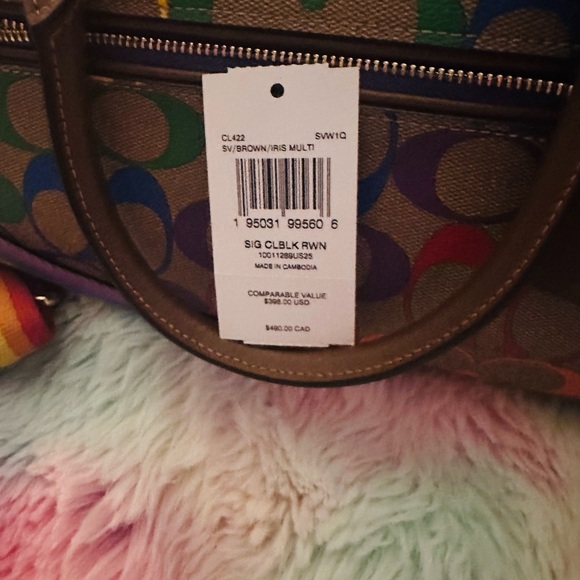 CL422 SVW1Q
SV/BROWN/IRIS MULTI
1 95031 99560 6
SIG CLBLK RWN
10011289US25
MADE IN CAMBODIA
COMPARABLE VALUE
$398.00 USD
$490.00 CAD